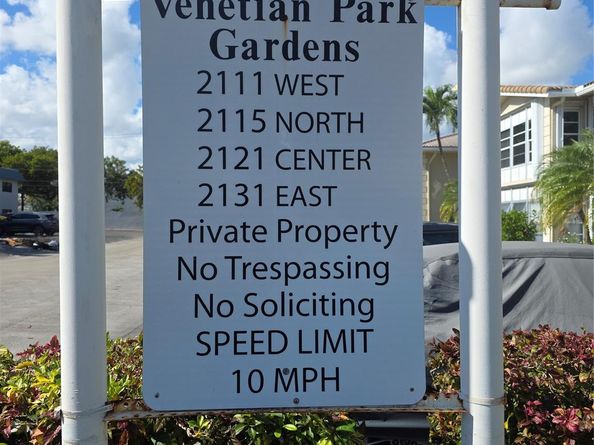 Venetian Park
Gardens
2111 WEST
2115 NORTH
2121 CENTER
2131 EAST
Private Property
No Trespassing
No Soliciting
SPEED LIMIT
10 MPH